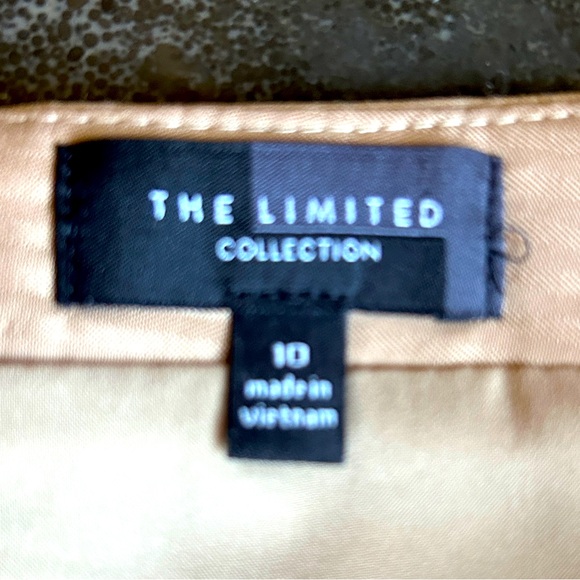 THE LIMITED
COLLECTION
10
made in
vietnam